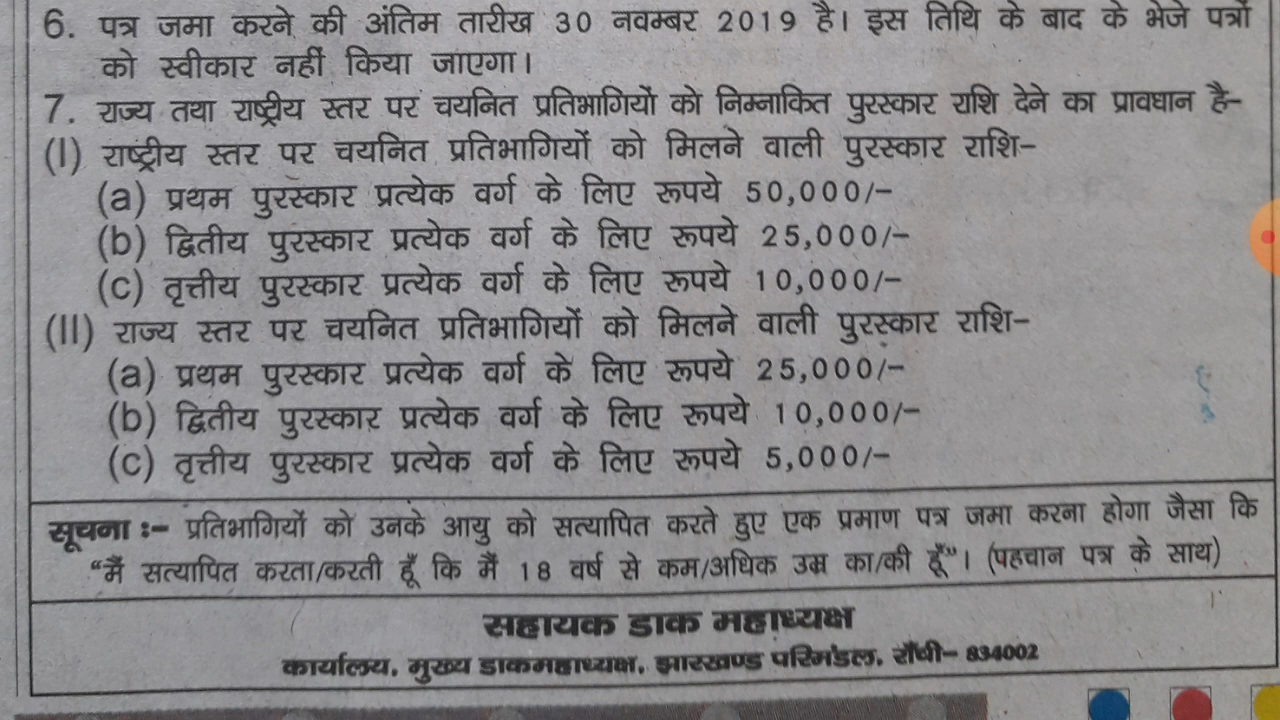 6. पत्र जमा करने की अंतिम तारीख 30 नवम्बर 2019 है। इस तिथि के बाद के भेजे पत्रों
को स्वीकार नहीं किया जाएगा।
7. राज्य तथा राष्ट्रीय स्तर पर चयनित प्रतिभागियों को निम्नाकित पुरस्कार राशि देने का प्रावधान है-
(I) राष्ट्रीय स्तर पर चयनित प्रतिभागियों को मिलने वाली पुरस्कार राशि-
(a) प्रथम पुरस्कार प्रत्येक वर्ग के लिए रूपये 50,000/-
(b) द्वितीय पुरस्कार प्रत्येक वर्ग के लिए रूपये 25,000/-
(c) तृत्तीय पुरस्कार प्रत्येक वर्ग के लिए रूपये 10,000/-
(II) राज्य स्तर पर चयनित प्रतिभागियों को मिलने वाली पुरस्कार राशि-
(a) प्रथम पुरस्कार प्रत्येक वर्ग के लिए रूपये 25,000/-
(b) द्वितीय पुरस्कार प्रत्येक वर्ग के लिए रूपये 10,000/-
(c) तृत्तीय पुरस्कार प्रत्येक वर्ग के लिए रूपये 5,000/-
सूचना :- प्रतिभागियों को उनके आयु को सत्यापित करते हुए एक प्रमाण पत्र जमा करना होगा जैसा कि
"मैं सत्यापित करता/करती हूँ कि मैं 18 वर्ष से कम/अधिक उम्र का/की हूँ"। (पहचान पत्र के साथ)
सहायक डाक महाध्यक्ष
कार्यालय, मुख्य डाकमहाध्यक्ष, झारखण्ड परिमंडल, राँची- 834002